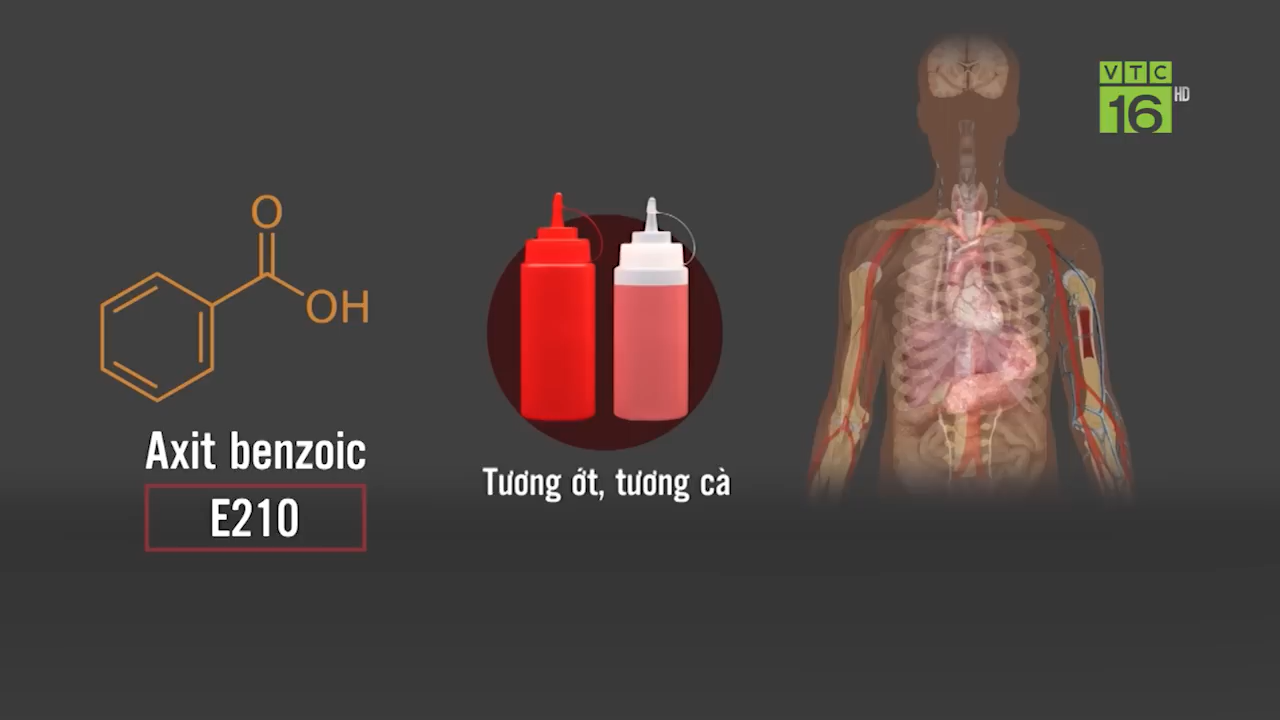 VTC
16 HD
O
OH
Axit benzoic
E210
Tương ớt, tương cà